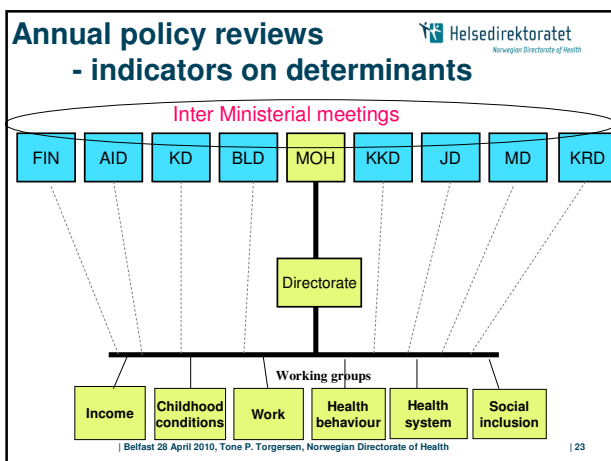 Annual policy reviews
- indicators on determinants
Helsedirektoratet
Norwegian Directorate of Health
Inter Ministerial meetings
FIN AID KD BLD MOH KKD JD MD KRD
Directorate
Working groups
Income
Childhood
conditions
Work
Health
behaviour
Health
system
Social
inclusion
| Belfast 28 April 2010, Tone P. Torgersen, Norwegian Directorate of Health | 23